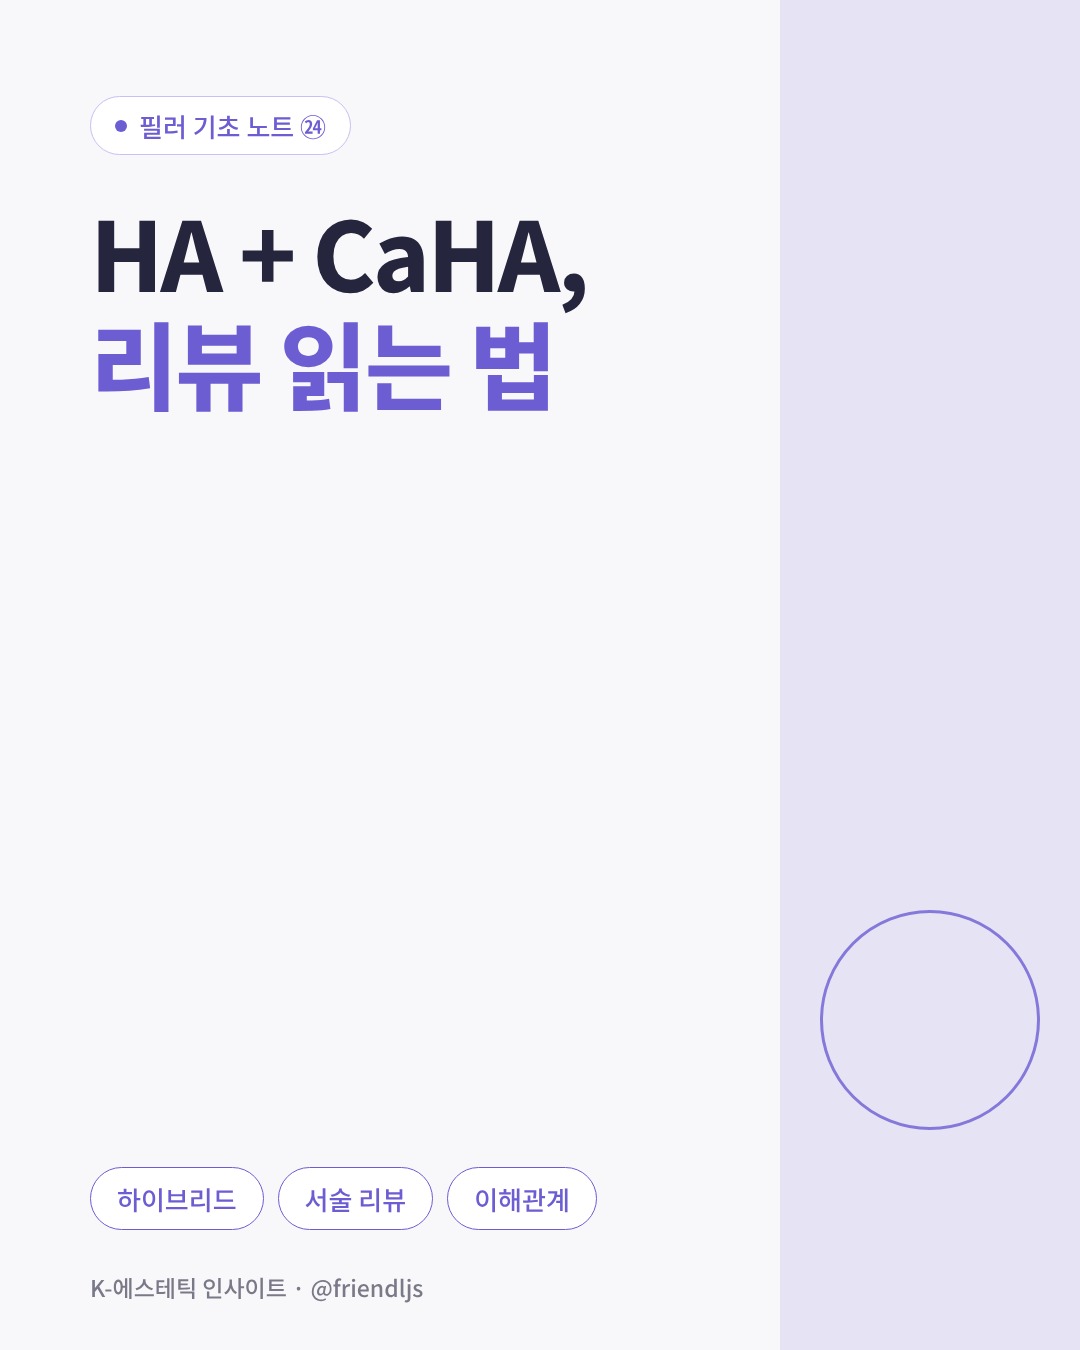 필러 기초 노트 ㉔
HA + CaHA,
리뷰 읽는 법
하이브리드
서술 리뷰
이해관계
K-에스테틱 인사이트 · @friendljs